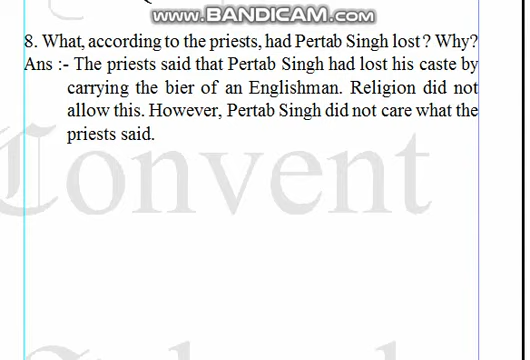 www.BANDICAM.com
8. What, according to the priests, had Pertab Singh lost? Why?
Ans :- The priests said that Pertab Singh had lost his caste by
carrying the bier of an Englishman. Religion did not
allow this. However, Pertab Singh did not care what the
priests said.
Convent